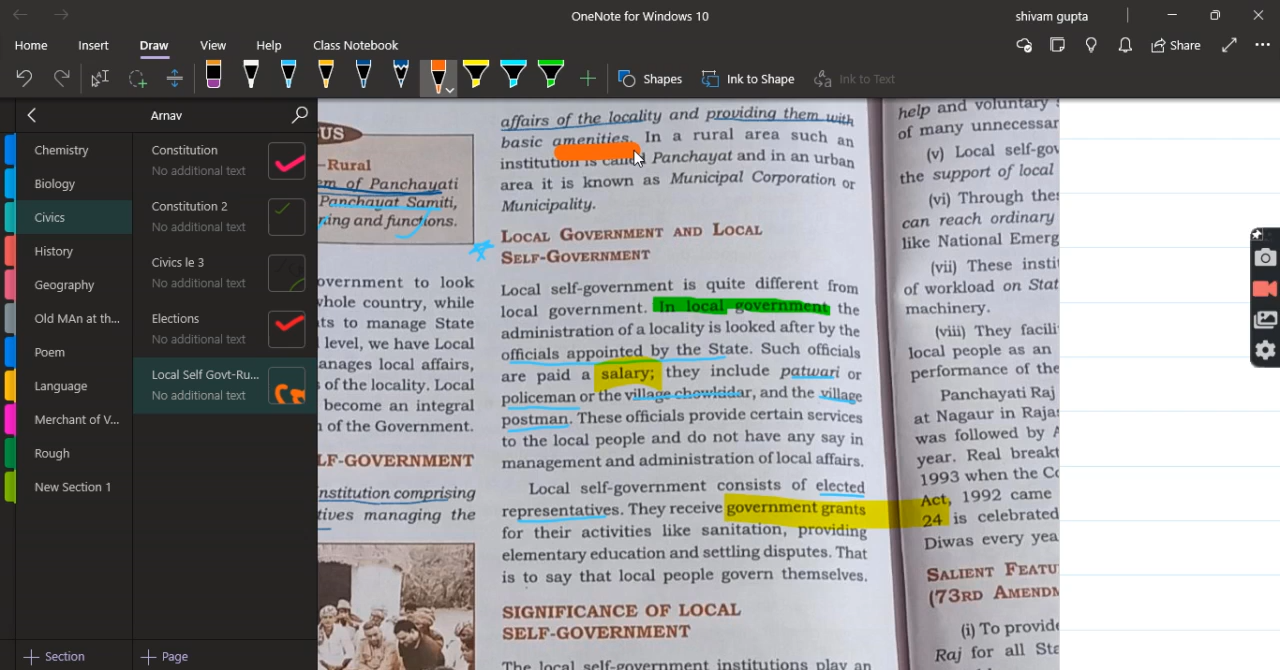 OneNote for Windows 10
shivam gupta
Home Insert Draw View Help Class Notebook
Share
Shapes Ink to Shape Ink to Text
Arnav
Chemistry
Biology
Civics
History
Geography
Old MAn at th...
Poem
Language
Merchant of V...
Rough
New Section 1
Section
Constitution
No additional text
Constitution 2
No additional text
Civics le 3
No additional text
Elections
No additional text
Local Self Govt-Ru...
No additional text
Page
US
–Rural
em of Panchayati
Panchayat Samiti,
ring and functions.
overnment to look
whole country, while
ts to manage State
level, we have Local
anages local affairs,
of the locality. Local
become an integral
of the Government.
LF-GOVERNMENT
institution comprising
tives managing the
affairs of the locality and providing them with
basic amenities. In a rural area such an
institution is called Panchayat and in an urban
area it is known as Municipal Corporation or
Municipality.
LOCAL GOVERNMENT AND LOCAL
SELF-GOVERNMENT
Local self-government is quite different from
local government. In local government the
administration of a locality is looked after by the
officials appointed by the State. Such officials
are paid a salary; they include patwari or
policeman or the village chowkidar, and the village
postman. These officials provide certain services
to the local people and do not have any say in
management and administration of local affairs.
Local self-government consists of elected
representatives. They receive government grants
for their activities like sanitation, providing
elementary education and settling disputes. That
is to say that local people govern themselves.
SIGNIFICANCE OF LOCAL
SELF-GOVERNMENT
The local self-government institutions play an
help and voluntary
of many unnecessar
(v) Local self-gov
the support of local
(vi) Through the
can reach ordinary
like National Emerg
(vii) These instit
of workload on Stat
machinery.
(viii) They facili
local people as an
performance of the
Panchayati Raj
at Nagaur in Rajas
was followed by A
year. Real breakt
1993 when the Co
Act, 1992 came
24 is celebrated
Diwas every yea
SALIENT FEATU
(73RD AMENDM
(i) To provide
Raj for all Sta